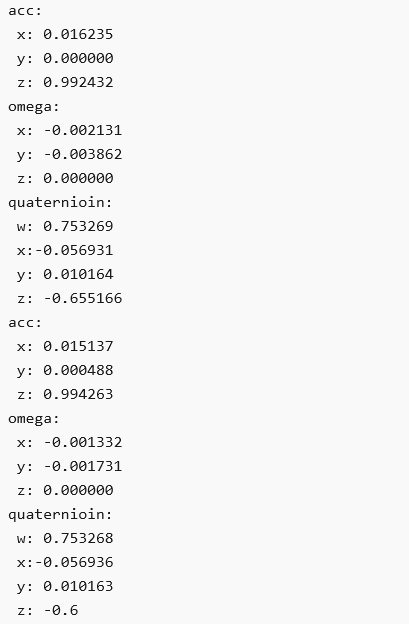 acc:
x: 0.016235
y: 0.000000
z: 0.992432
omega:
x: -0.002131
y: -0.003862
z: 0.000000
quaternioin:
w: 0.753269
x:-0.056931
y: 0.010164
z: -0.655166
acc:
x: 0.015137
y: 0.000488
z: 0.994263
omega:
x: -0.001332
y: -0.001731
z: 0.000000
quaternioin:
w: 0.753268
x:-0.056936
y: 0.010163
z: -0.6